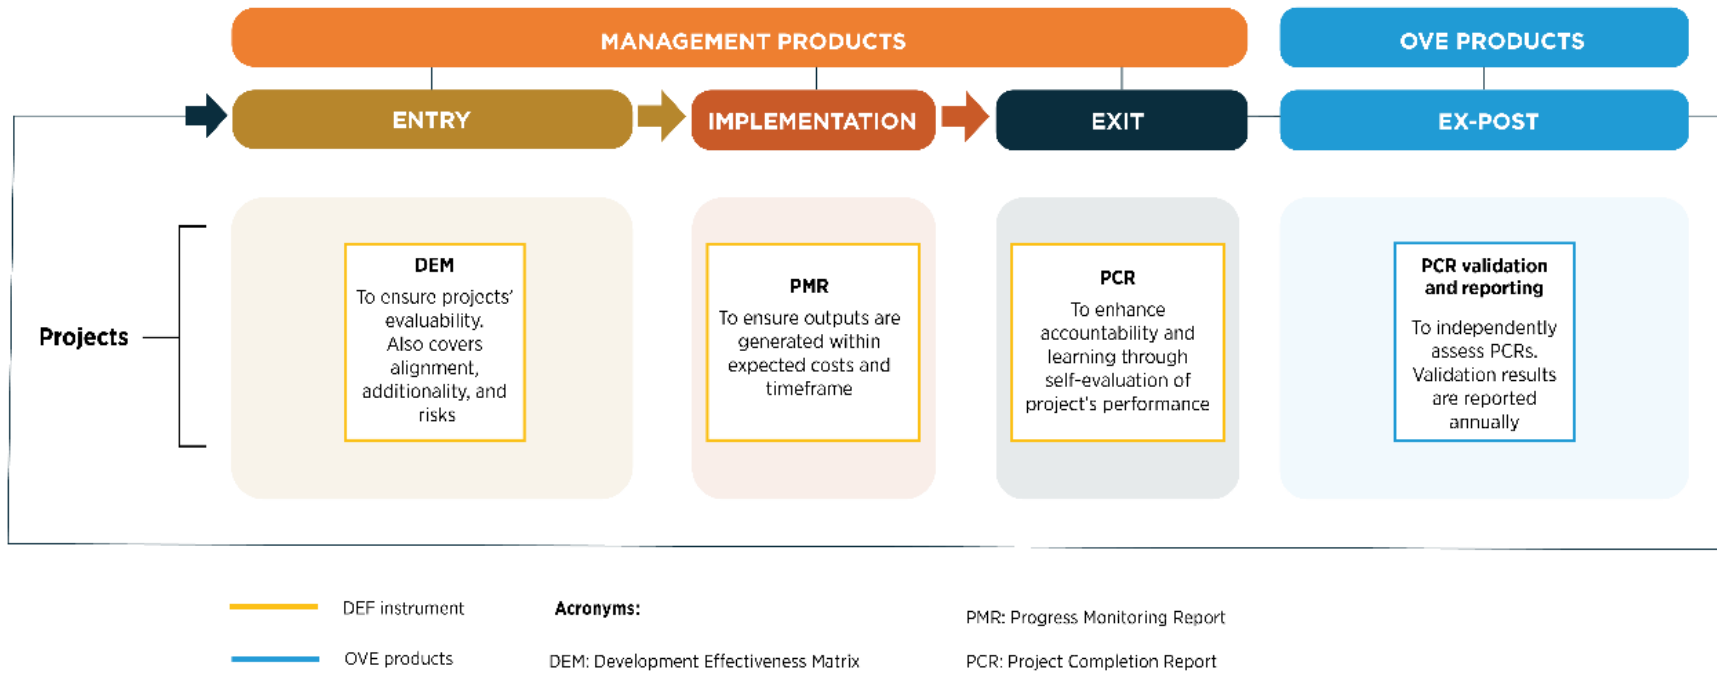 MANAGEMENT PRODUCTS
OVE PRODUCTS
ENTRY
IMPLEMENTATION
EXIT
EX-POST
Projects
DEM
To ensure projects'
evaluability.
Also covers
alignment,
additionality, and
risks
PMR
To ensure outputs are
generated within
expected costs and
timeframe
PCR
To enhance
accountability and
learning through
self-evaluation of
project's performance
PCR validation
and reporting
To independently
assess PCRs.
Validation results
are reported
annually
DEF instrument
OVE products
Acronyms:
DEM: Development Effectiveness Matrix
PMR: Progress Monitoring Report
PCR: Project Completion Report